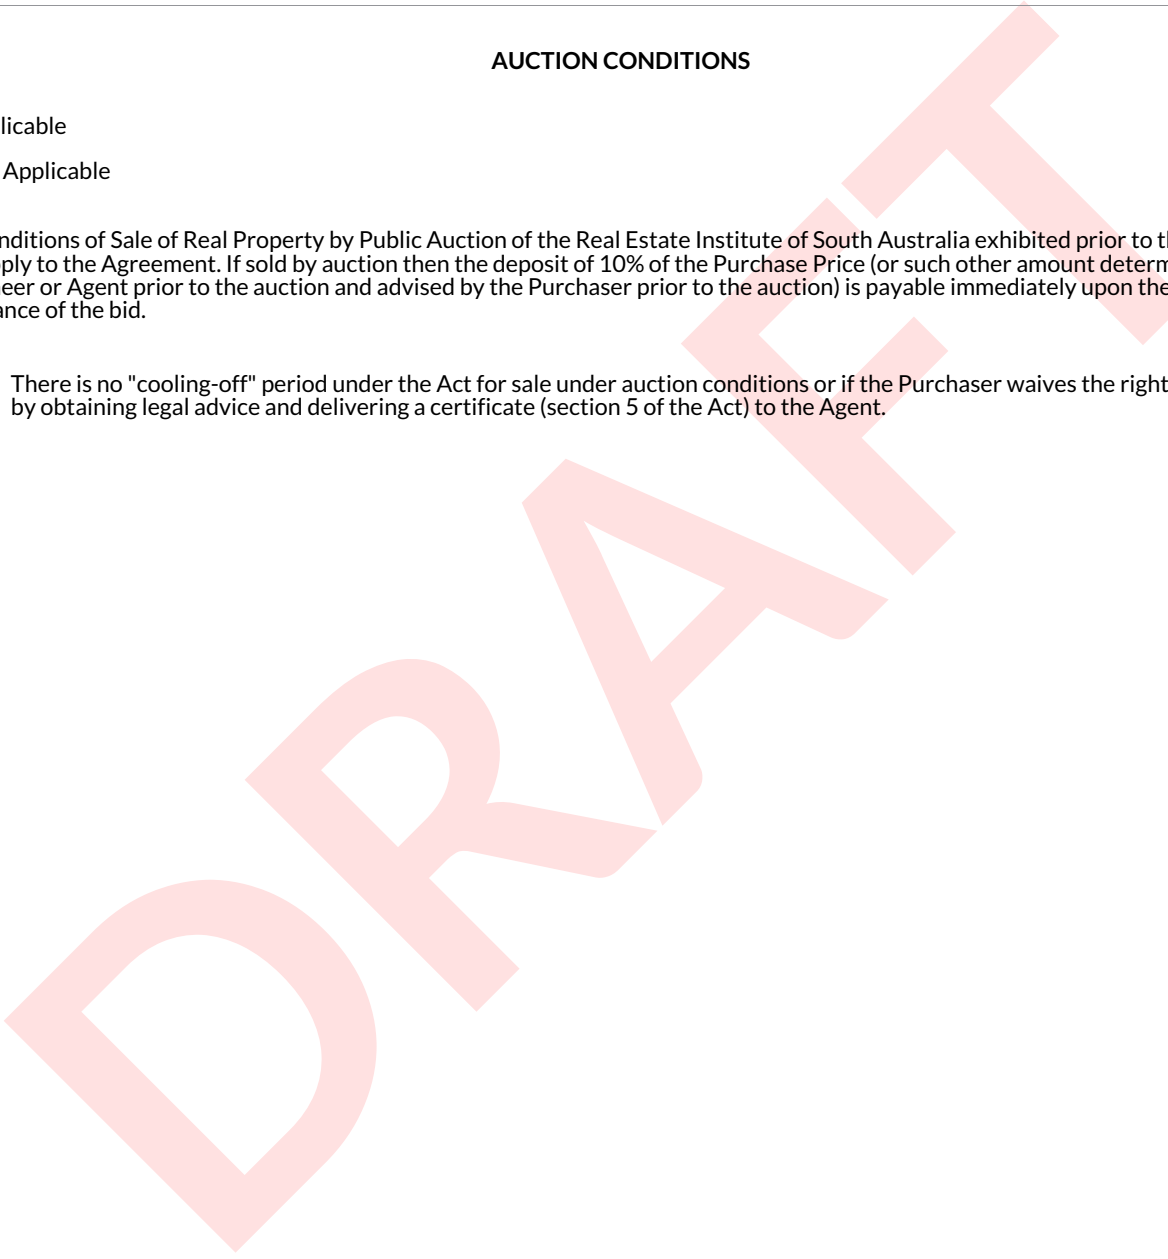 AUCTION CONDITIONS
licable
Applicable
nditions of Sale of Real Property by Public Auction of the Real Estate Institute of South Australia exhibited prior to th
ply to the Agreement. If sold by auction then the deposit of 10% of the Purchase Price (or such other amount determ
eer or Agent prior to the auction and advised by the Purchaser prior to the auction) is payable immediately upon the
ance of the bid.
There is no "cooling-off" period under the Act for sale under auction conditions or if the Purchaser waives the right
by obtaining legal advice and delivering a certificate (section 5 of the Act) to the Agent.
DRAFT